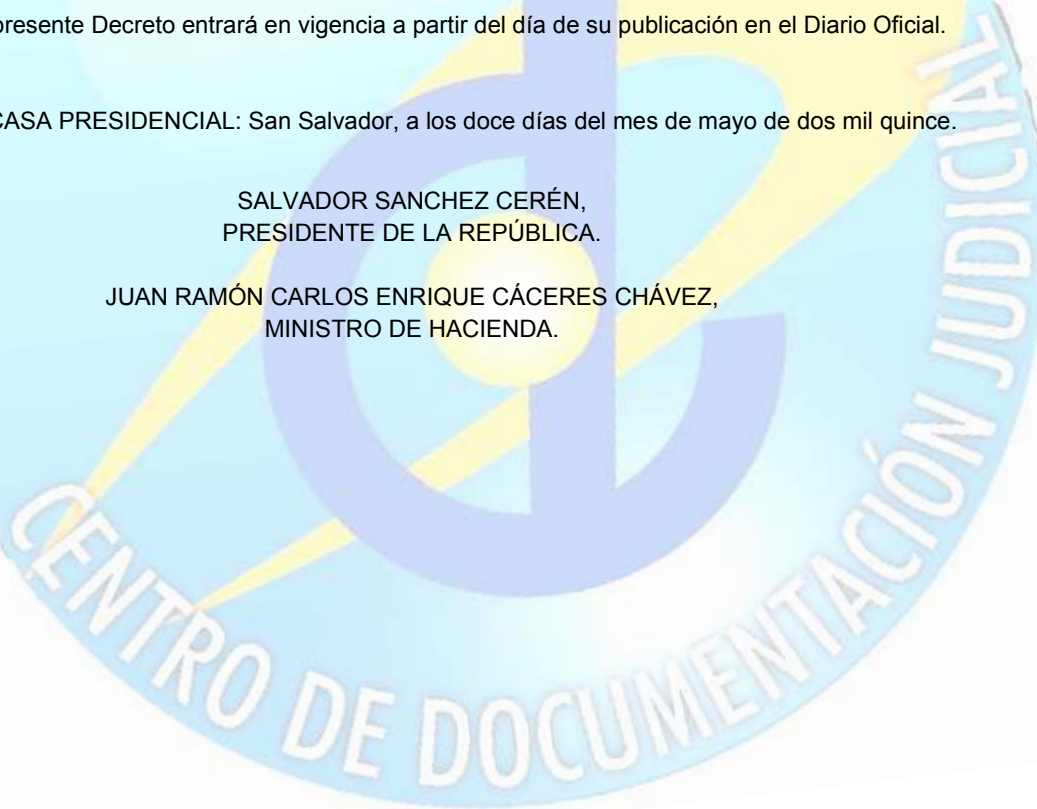 presente Decreto entrará en vigencia a partir del día de su publicación en el Diario Oficial.
CASA PRESIDENCIAL: San Salvador, a los doce días del mes de mayo de dos mil quince.
SALVADOR SANCHEZ CERÉN,
PRESIDENTE DE LA REPÚBLICA.
JUAN RAMÓN CARLOS ENRIQUE CÁCERES CHÁVEZ,
MINISTRO DE HACIENDA.
CENTRO DE DOCUMENTACIÓN JUDICIAL